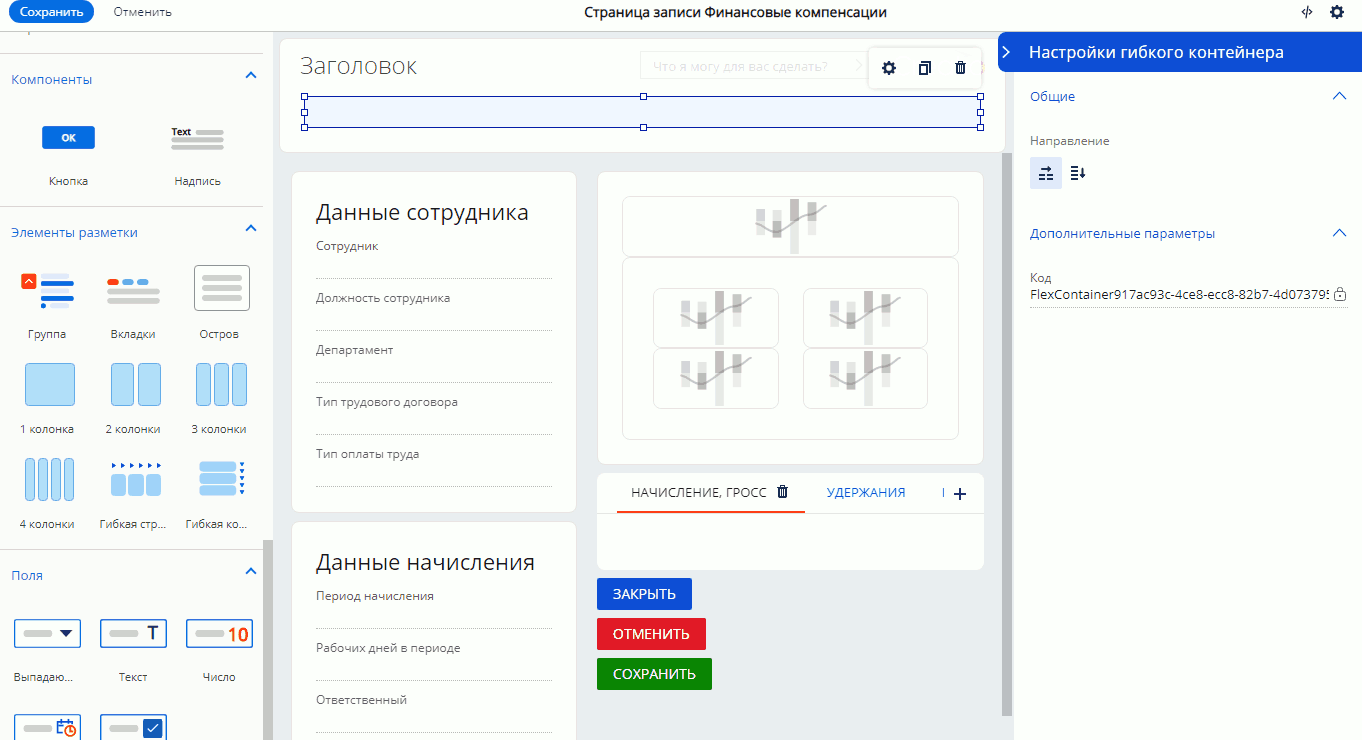 Сохранить
Отменить
Страница записи Финансовые компенсации
Компоненты
OK
Text
Кнопка
Надпись
Элементы разметки
Группа
Вкладки
Остров
1 колонка
2 колонки
3 колонки
4 колонки
Гибкая стр...
Гибкая ко...
Поля
T
10
Выпадаю...
Текст
Число
Заголовок
Что я могу для вас сделать?
Данные сотрудника
Сотрудник
Должность сотрудника
Департамент
Тип трудового договора
Тип оплаты труда
Данные начисления
Период начисления
Рабочих дней в периоде
Ответственный
НАЧИСЛЕНИЕ, ГРОСС
УДЕРЖАНИЯ
ЗАКРЫТЬ
ОТМЕНИТЬ
СОХРАНИТЬ
Настройки гибкого контейнера
Общие
Направление
Дополнительные параметры
Код
FlexContainer917ac93c-4ce8-ecc8-82b7-4d073795